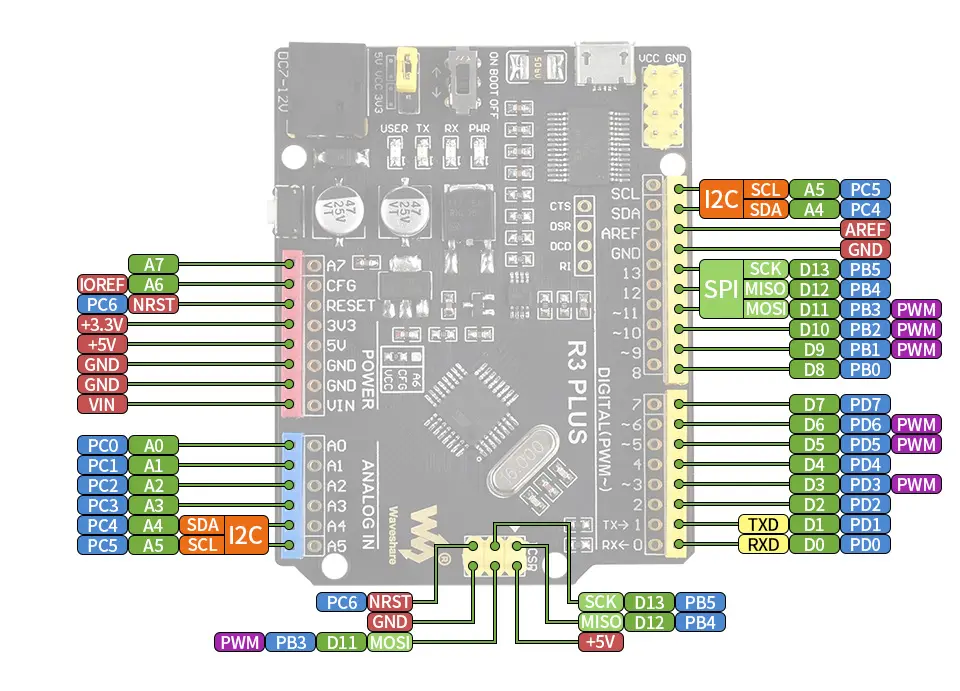 DC7-12V
5V VCC 3V3
ON BOOT OFF
VCC GND
USER TX RX PWR
47 25V VT
47 25V VT
CTS
DSR
DCD
RI
SCL
SDA
AREF
GND
13
12
~11
~10
~9
8
I2C SCL A5 PC5
SDA A4 PC4
AREF
GND
SPI SCK D13 PB5
MISO D12 PB4
MOSI D11 PB3 PWM
D10 PB2 PWM
D9 PB1 PWM
D8 PB0
A7
IOREF A6
PC6 NRST
+3.3V
+5V
GND
GND
VIN
A7
CFG
RESET
3V3
5V
GND
GND
VIN
POWER
VCC
CFG
A6
R3 PLUS
DIGITAL(PWM~)
7
~6
~5
4
~3
2
TX→ 1
RX← 0
D7 PD7
D6 PD6 PWM
D5 PD5 PWM
D4 PD4
D3 PD3 PWM
D2 PD2
TXD D1 PD1
RXD D0 PD0
PC0 A0
PC1 A1
PC2 A2
PC3 A3
PC4 A4 SDA I2C
PC5 A5 SCL
A0
A1
A2
A3
A4
A5
ANALOG IN
Waveshare
®
PC6 NRST
GND
PWM PB3 D11 MOSI
SCK D13 PB5
MISO D12 PB4
+5V